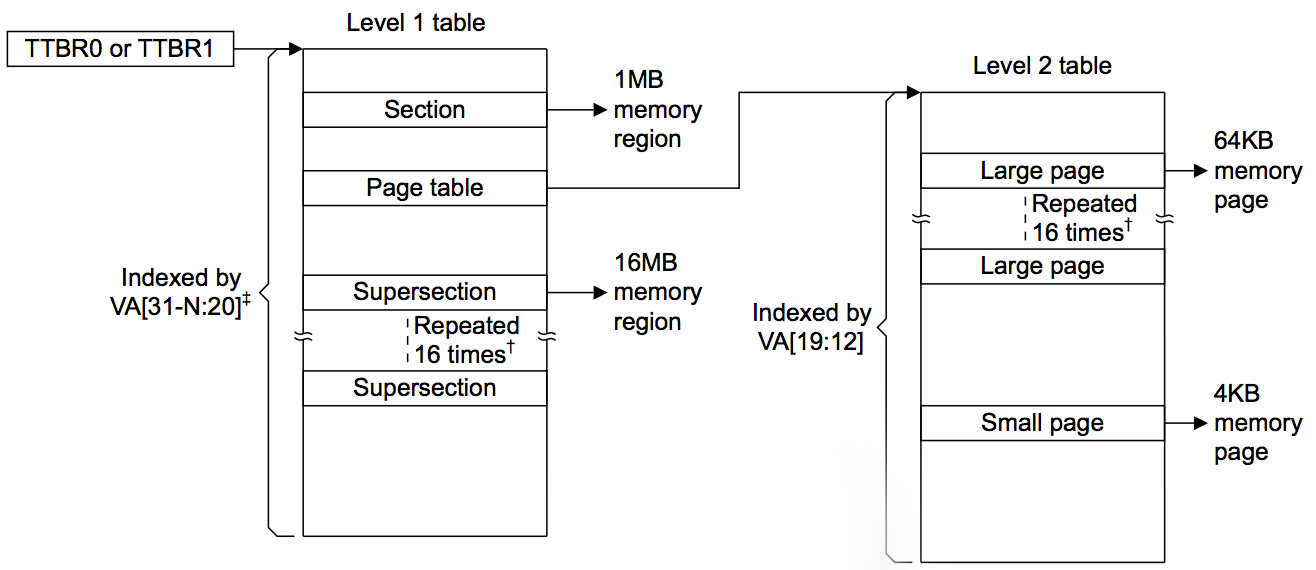 Level 1 table
TTBR0 or TTBR1
Section
1MB
memory
region
Page table
Indexed by
VA[31-N:20]‡
Supersection
16MB
memory
region
Repeated
16 times†
Supersection
Level 2 table
Large page
64KB
memory
page
Repeated
16 times†
Large page
Indexed by
VA[19:12]
Small page
4KB
memory
page